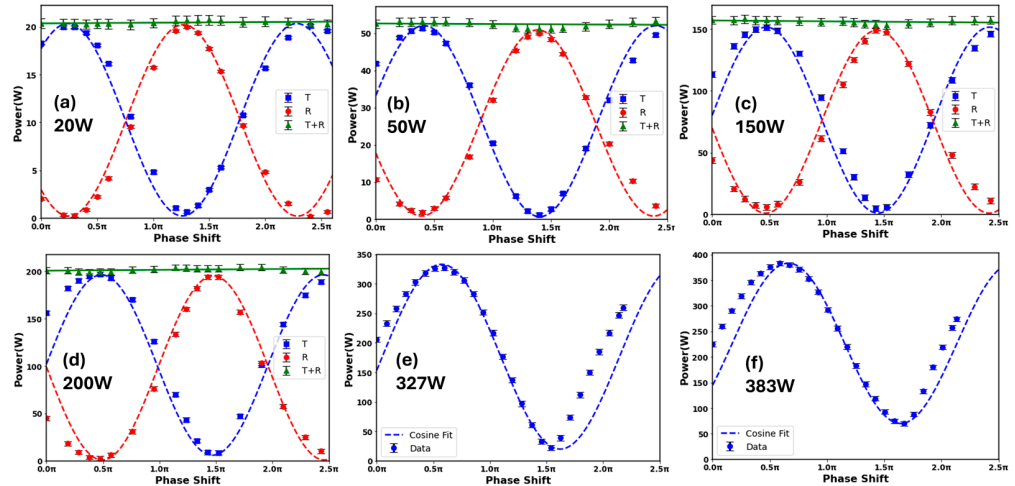 Power(W)
20
15
10
5
0
(a)
20W
T
R
T+R
0.0π
0.5π
1.0π
1.5π
2.0π
2.5π
Phase Shift
Power(W)
50
40
30
20
10
0
(b)
50W
T
R
T+R
0.0π
0.5π
1.0π
1.5π
2.0π
2.5π
Phase Shift
Power(W)
150
100
50
0
(c)
150W
T
R
T+R
0.0π
0.5π
1.0π
1.5π
2.0π
2.5π
Phase Shift
Power(W)
200
150
100
50
0
(d)
200W
T
R
T+R
0.0π
0.5π
1.0π
1.5π
2.0π
2.5π
Phase Shift
Power(W)
350
300
250
200
150
100
50
0
(e)
327W
Cosine Fit
Data
0.0π
0.5π
1.0π
1.5π
2.0π
2.5π
Phase Shift
Power(W)
400
350
300
250
200
150
100
50
0
(f)
383W
Cosine Fit
Data
0.0π
0.5π
1.0π
1.5π
2.0π
2.5π
Phase Shift